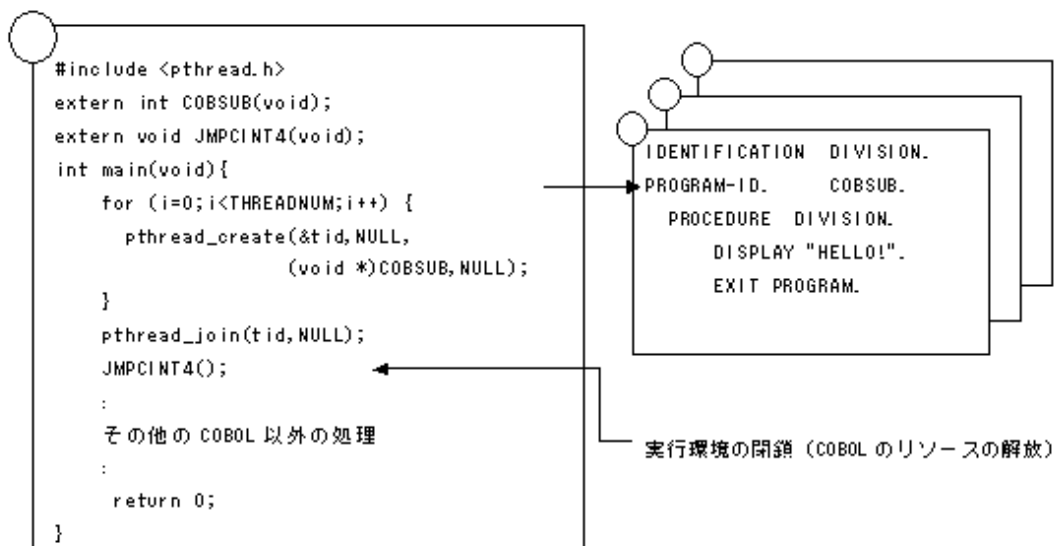 #include <pthread.h>
extern int COBSUB(void);
extern void JMPCINT4(void);
int main(void){
for (i=0;i<THREADNUM;i++) {
pthread_create(&tid,NULL,
(void *)COBSUB,NULL);
}
pthread_join(tid,NULL);
JMPCINT4();
:
その他の COBOL 以外の処理
:
return 0;
}
IDENTIFICATION DIVISION.
PROGRAM-ID. COBSUB.
PROCEDURE DIVISION.
DISPLAY "HELLO!".
EXIT PROGRAM.
実行環境の閉鎖 (COBOL のリソースの解放)